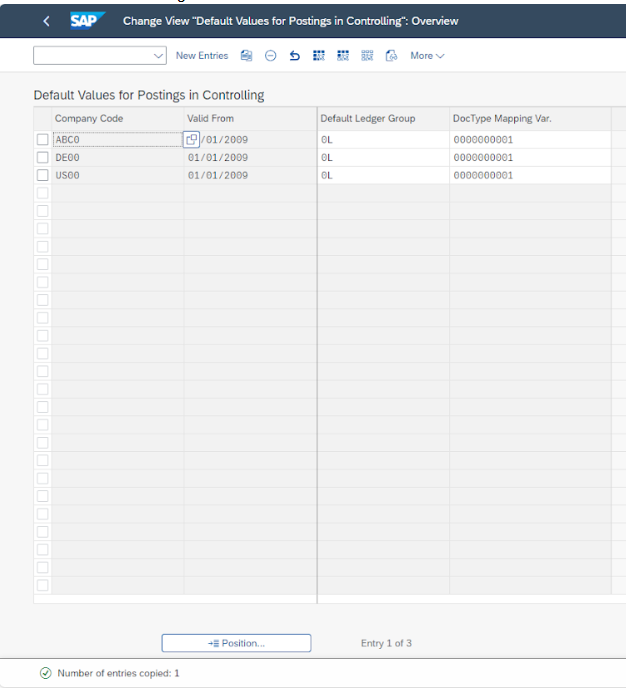 SAP Change View "Default Values for Postings in Controlling": Overview
New Entries More
Default Values for Postings in Controlling
Company Code Valid From Default Ledger Group DocType Mapping Var.
ABC0 /01/2009 0L 0000000001
DE00 01/01/2009 0L 0000000001
US00 01/01/2009 0L 0000000001
Position... Entry 1 of 3
Number of entries copied: 1